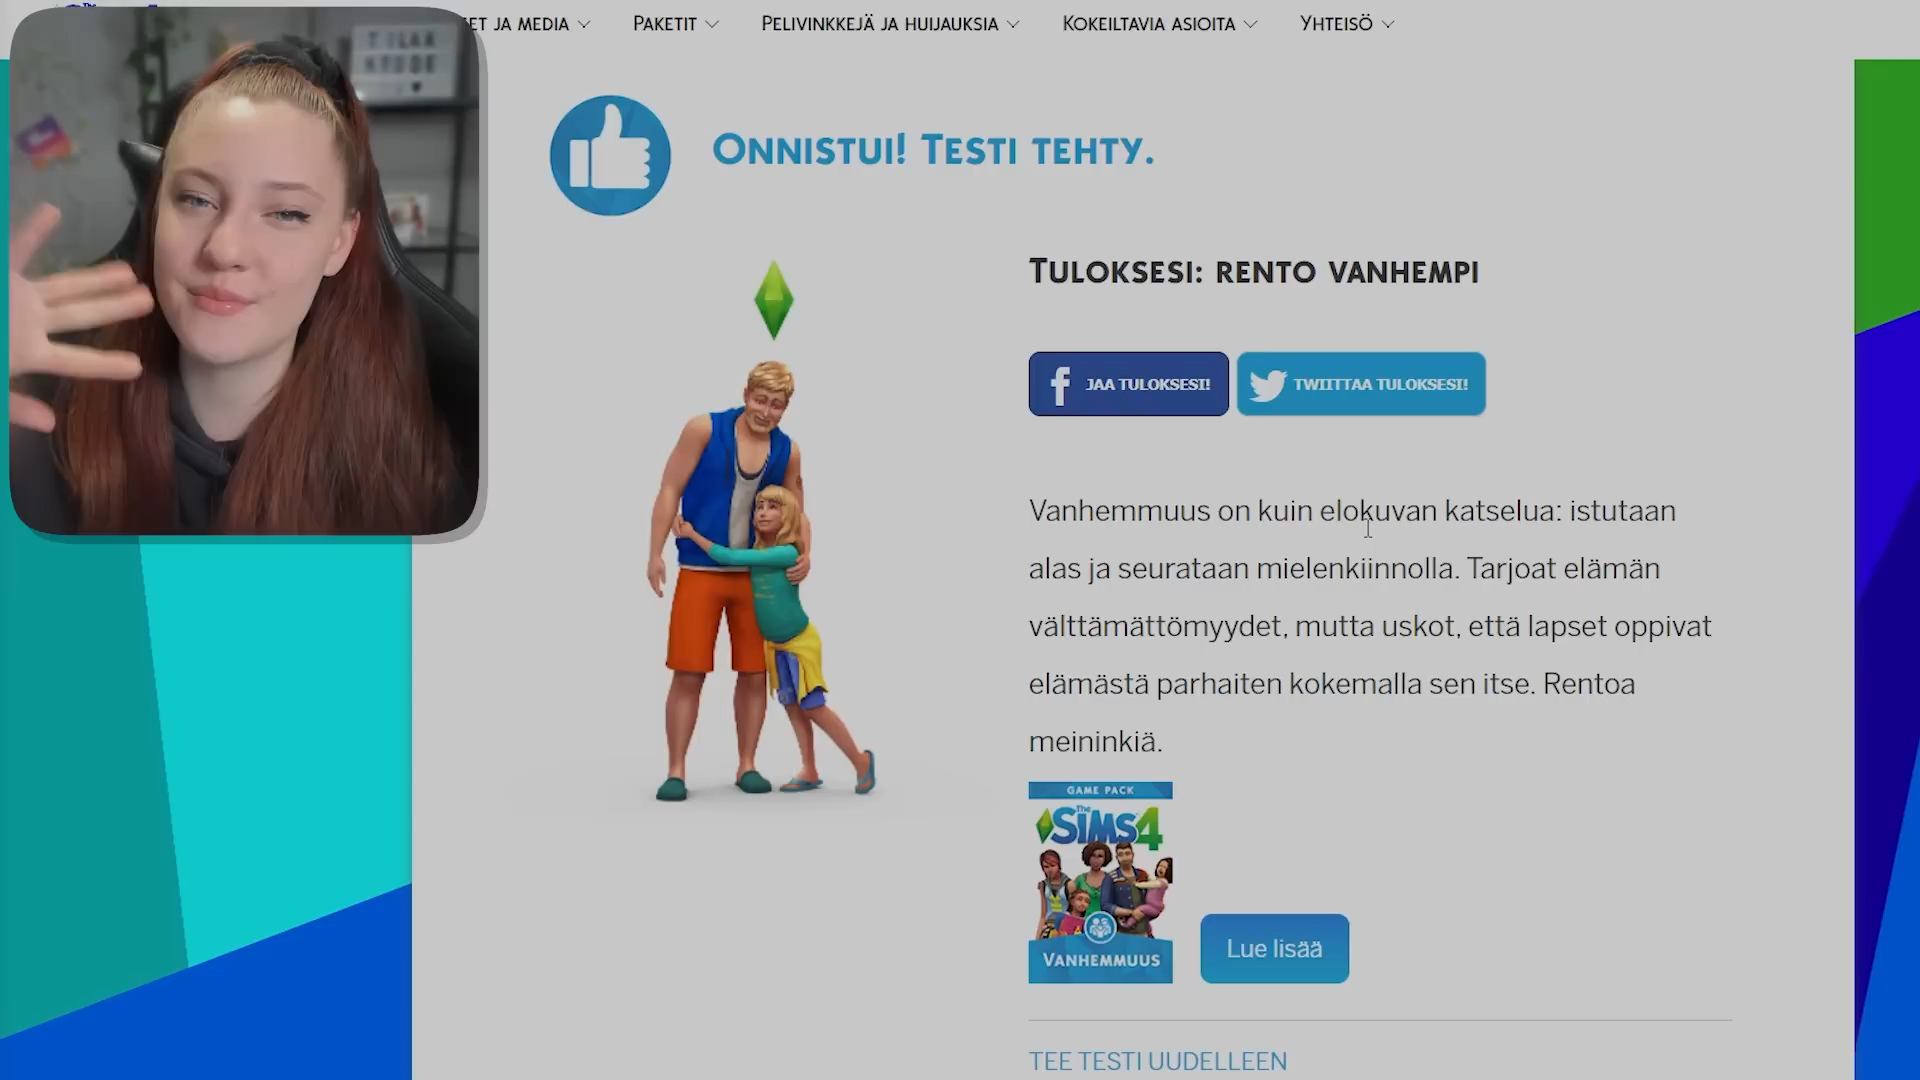 ET JA MEDIA
PAKETIT
PELIVINKKEJÄ JA HUIJAUKSIA
KOKEILTAVIA ASIOITA
YHTEISÖ
ONNISTUI! TESTI TEHTY.
TULOKSESI: RENTO VANHEMPI
JAA TULOKSESI!
TWIITTAA TULOKSESI!
Vanhemmuus on kuin elokuvan katselua: istutaan
alas ja seurataan mielenkiinnolla. Tarjoat elämän
välttämättömyydet, mutta uskot, että lapset oppivat
elämästä parhaiten kokemalla sen itse. Rentoa
meininkiä.
GAME PACK
The SIMS 4
VANHEMMUUS
Lue lisää
TEE TESTI UUDELLEEN